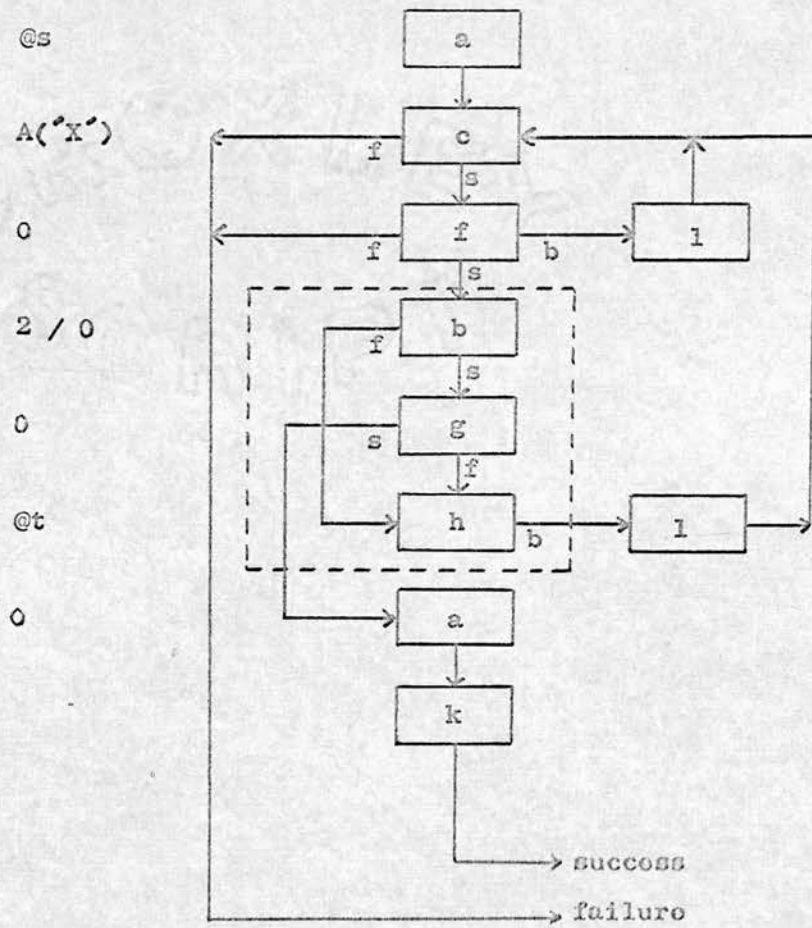 @s a
A('X') f c
s
0 f f b l
s
2 / 0 f b
s
0 s g
f
@t h b l
0 a
k
success
failure